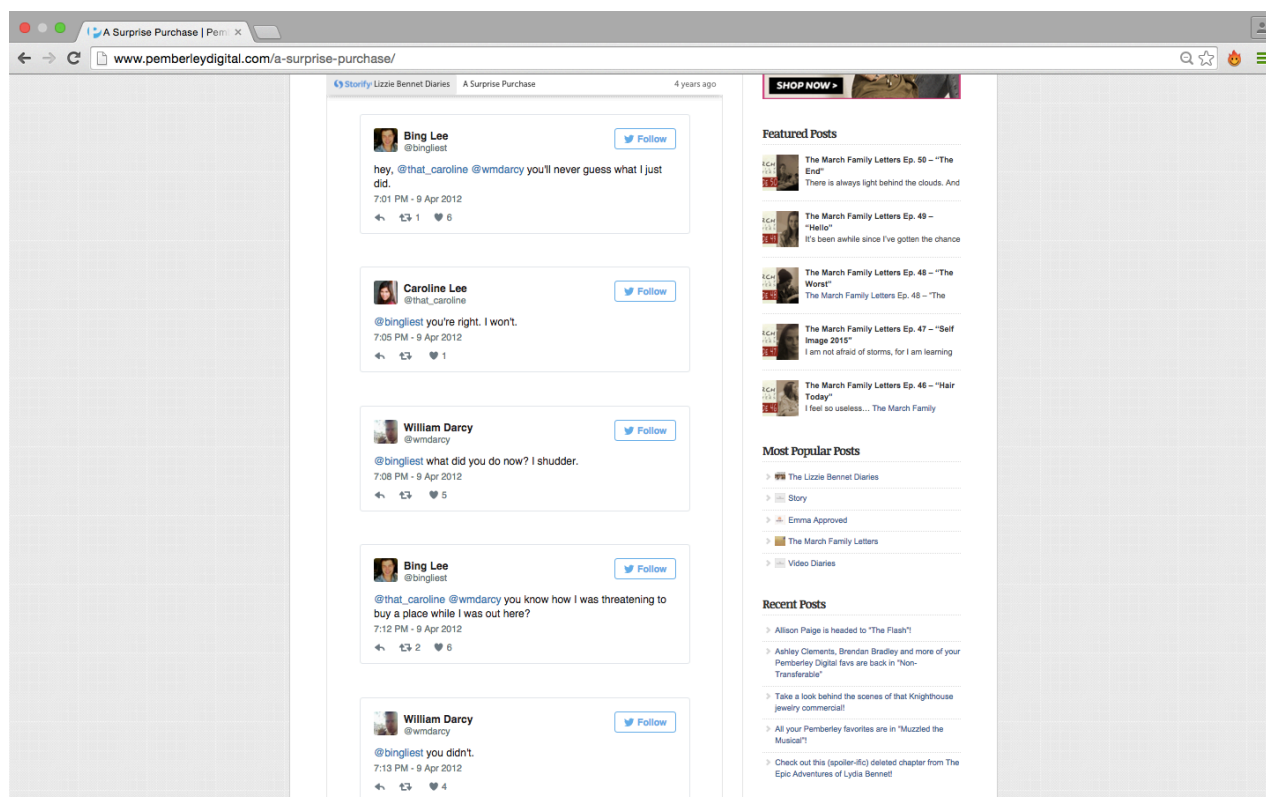 A Surprise Purchase | Pem
www.pemberleydigital.com/a-surprise-purchase/
Storify Lizzie Bennet Diaries A Surprise Purchase 4 years ago
Bing Lee
@bingliest
Follow
hey, @that_caroline @wmdarcy you'll never guess what I just
did.
7:01 PM - 9 Apr 2012
1 6
Caroline Lee
@that_caroline
Follow
@bingliest you're right. I won't.
7:05 PM - 9 Apr 2012
1
William Darcy
@wmdarcy
Follow
@bingliest what did you do now? I shudder.
7:08 PM - 9 Apr 2012
5
Bing Lee
@bingliest
Follow
@that_caroline @wmdarcy you know how I was threatening to
buy a place while I was out here?
7:12 PM - 9 Apr 2012
2 6
William Darcy
@wmdarcy
Follow
@bingliest you didn't.
7:13 PM - 9 Apr 2012
4
SHOP NOW >
Featured Posts
The March Family Letters Ep. 50 – "The
End"
There is always light behind the clouds. And
The March Family Letters Ep. 49 –
"Hello"
It's been awhile since I've gotten the chance
The March Family Letters Ep. 48 – "The
Worst"
The March Family Letters Ep. 48 – "The
The March Family Letters Ep. 47 – "Self
Image 2015"
I am not afraid of storms, for I am learning
The March Family Letters Ep. 46 – "Hair
Today"
I feel so useless… The March Family
Most Popular Posts
The Lizzie Bennet Diaries
Story
Emma Approved
The March Family Letters
Video Diaries
Recent Posts
Allison Paige is headed to "The Flash"!
Ashley Clements, Brendan Bradley and more of your
Pemberley Digital favs are back in "Non-
Transferable"
Take a look behind the scenes of that Knighthouse
jewelry commercial!
All your Pemberley favorites are in "Muzzled the
Musical"!
Check out this (spoiler-ific) deleted chapter from The
Epic Adventures of Lydia Bennet!